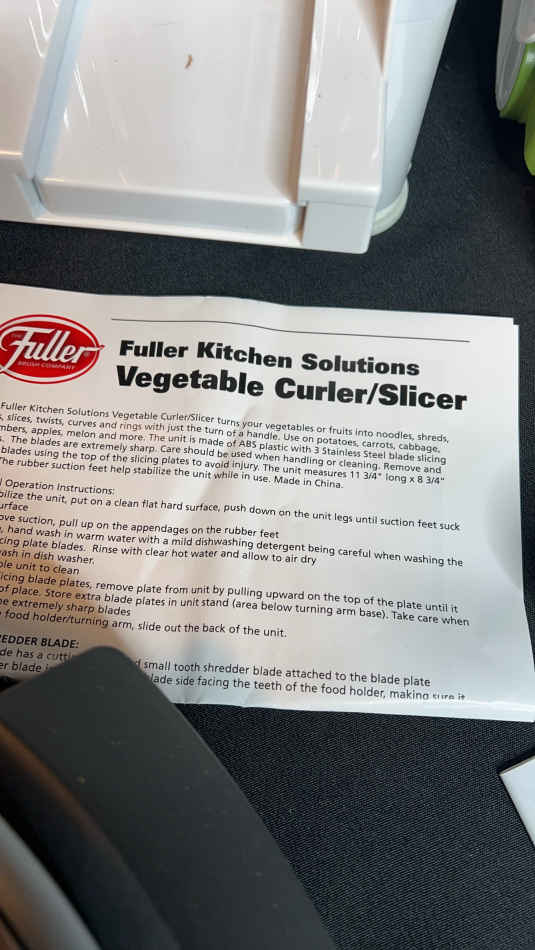 Fuller
BRUSH COMPANY
Fuller Kitchen Solutions
Vegetable Curler/Slicer
Fuller Kitchen Solutions Vegetable Curler/Slicer turns your vegetables or fruits into noodles, shreds,
slices, twists, curves and rings with just the turn of a handle. Use on potatoes, carrots, cabbage,
apples, melon and more. The unit is made of ABS plastic with 3 Stainless Steel blade slicing
The blades are extremely sharp. Care should be used when handling or cleaning. Remove and
blades using the top of the slicing plates to avoid injury. The unit measures 11 3/4" long x 8 3/4"
The rubber suction feet help stabilize the unit while in use. Made in China.
Operation Instructions:
the unit, put on a clean flat hard surface, push down on the unit legs until suction feet suck
suction, pull up on the appendages on the rubber feet
hand wash in warm water with a mild dishwashing detergent being careful when washing the
plate blades. Rinse with clear hot water and allow to air dry
in dish washer.
unit to clean
blade plates, remove plate from unit by pulling upward on the top of the plate until it
of place. Store extra blade plates in unit stand (area below turning arm base). Take care when
extremely sharp blades
food holder/turning arm, slide out the back of the unit.
BLADE:
has a small tooth shredder blade attached to the blade plate
blade side facing the teeth of the food holder, making sure it